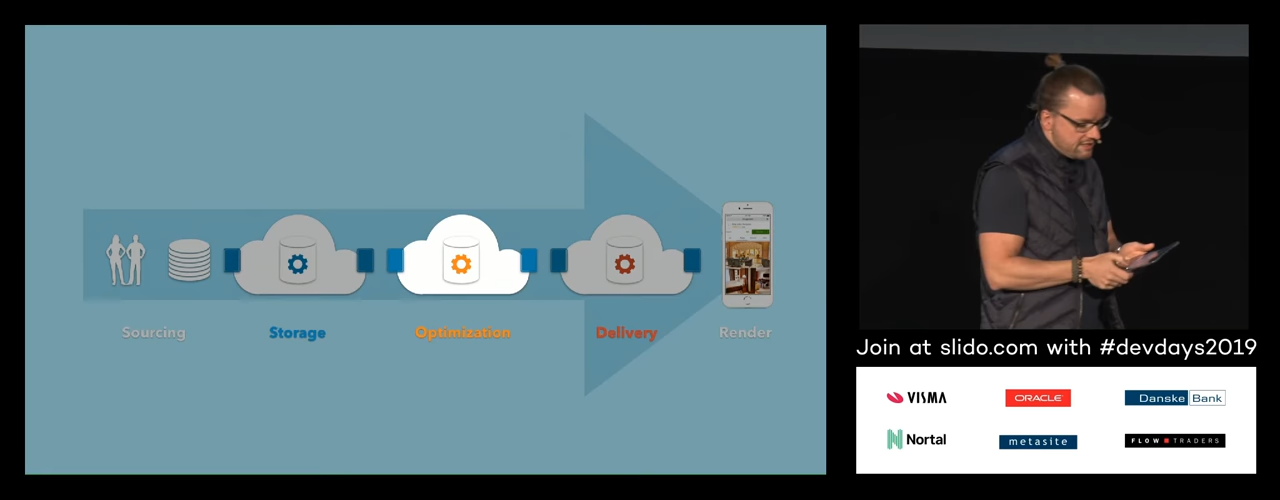 Sourcing
Storage
Optimization
Delivery
Render
Join at slido.com with #devdays2019
VISMA
ORACLE
Danske Bank
Nortal
metasite
FLOW TRADERS